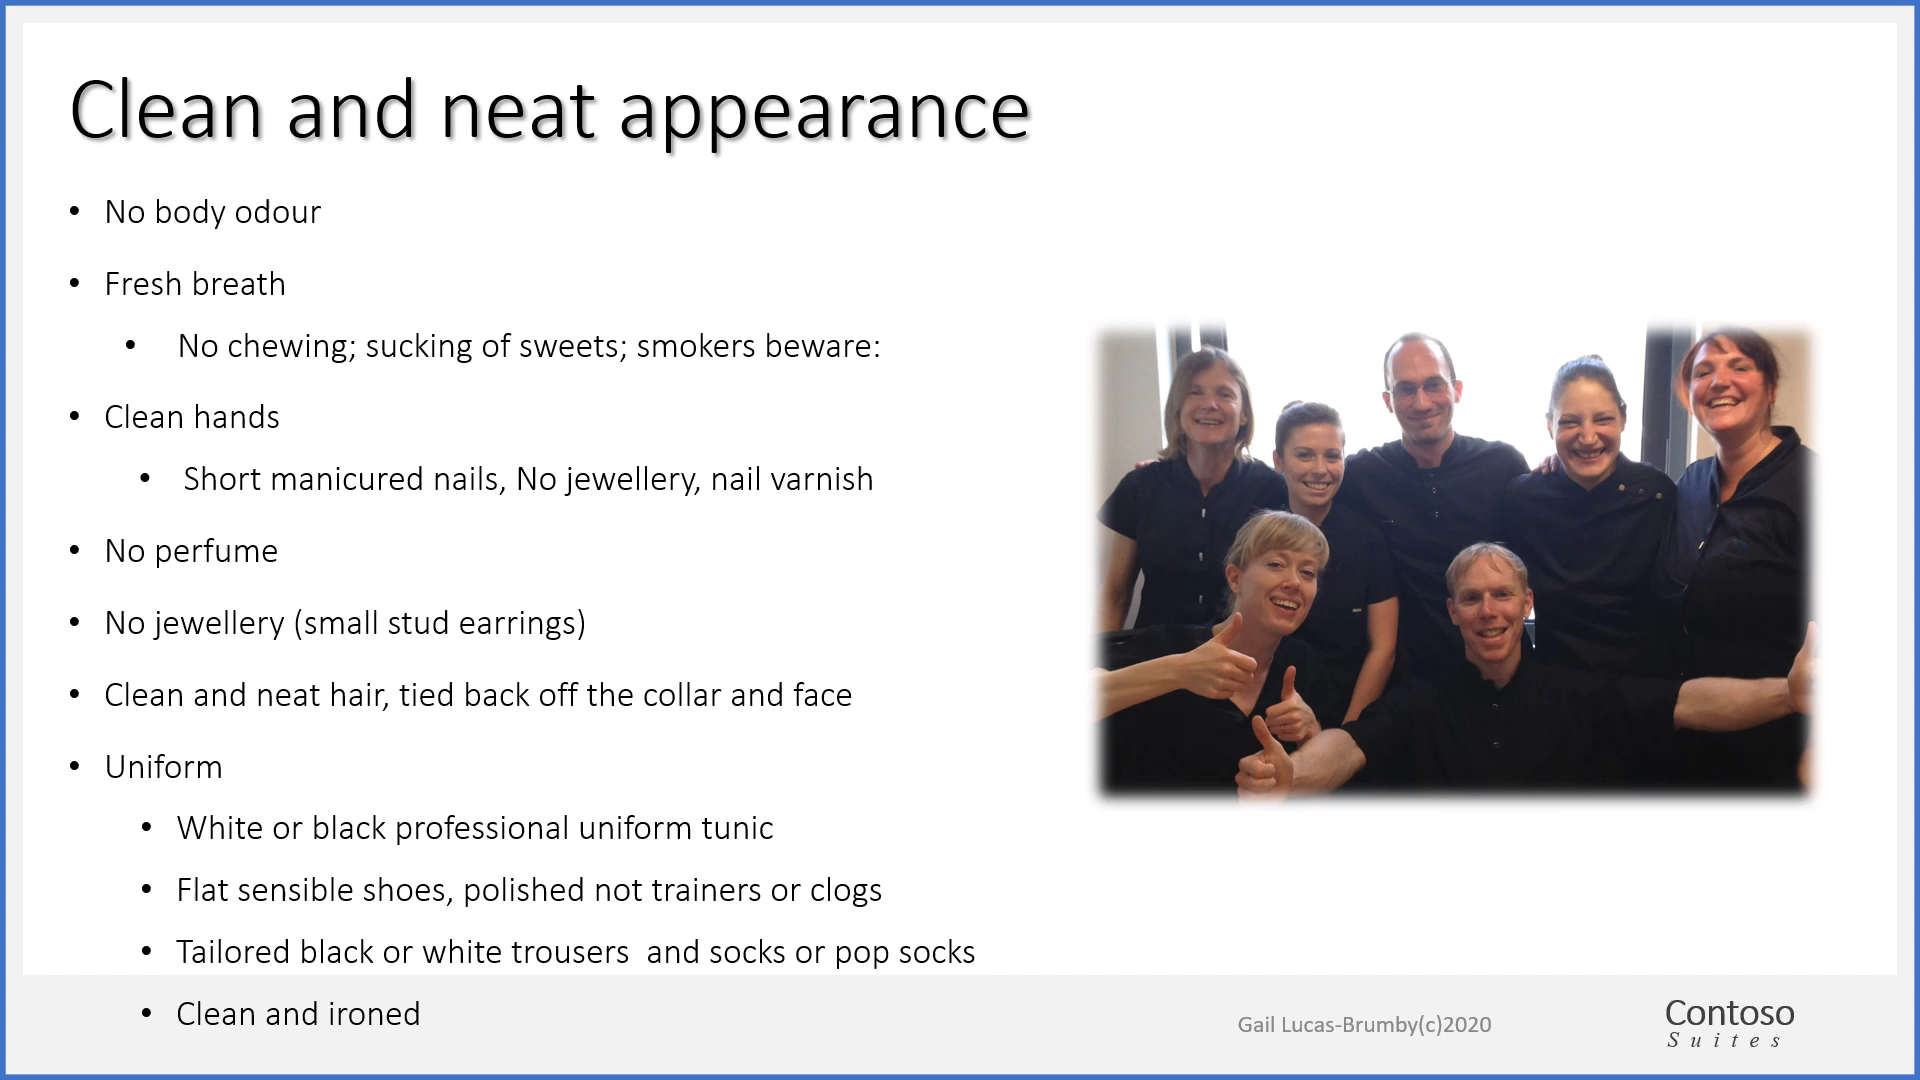 Clean and neat appearance
• No body odour
• Fresh breath
• No chewing; sucking of sweets; smokers beware:
• Clean hands
• Short manicured nails, No jewellery, nail varnish
• No perfume
• No jewellery (small stud earrings)
• Clean and neat hair, tied back off the collar and face
• Uniform
• White or black professional uniform tunic
• Flat sensible shoes, polished not trainers or clogs
• Tailored black or white trousers  and socks or pop socks
• Clean and ironed
Gail Lucas-Brumby(c)2020
Contoso
Suites